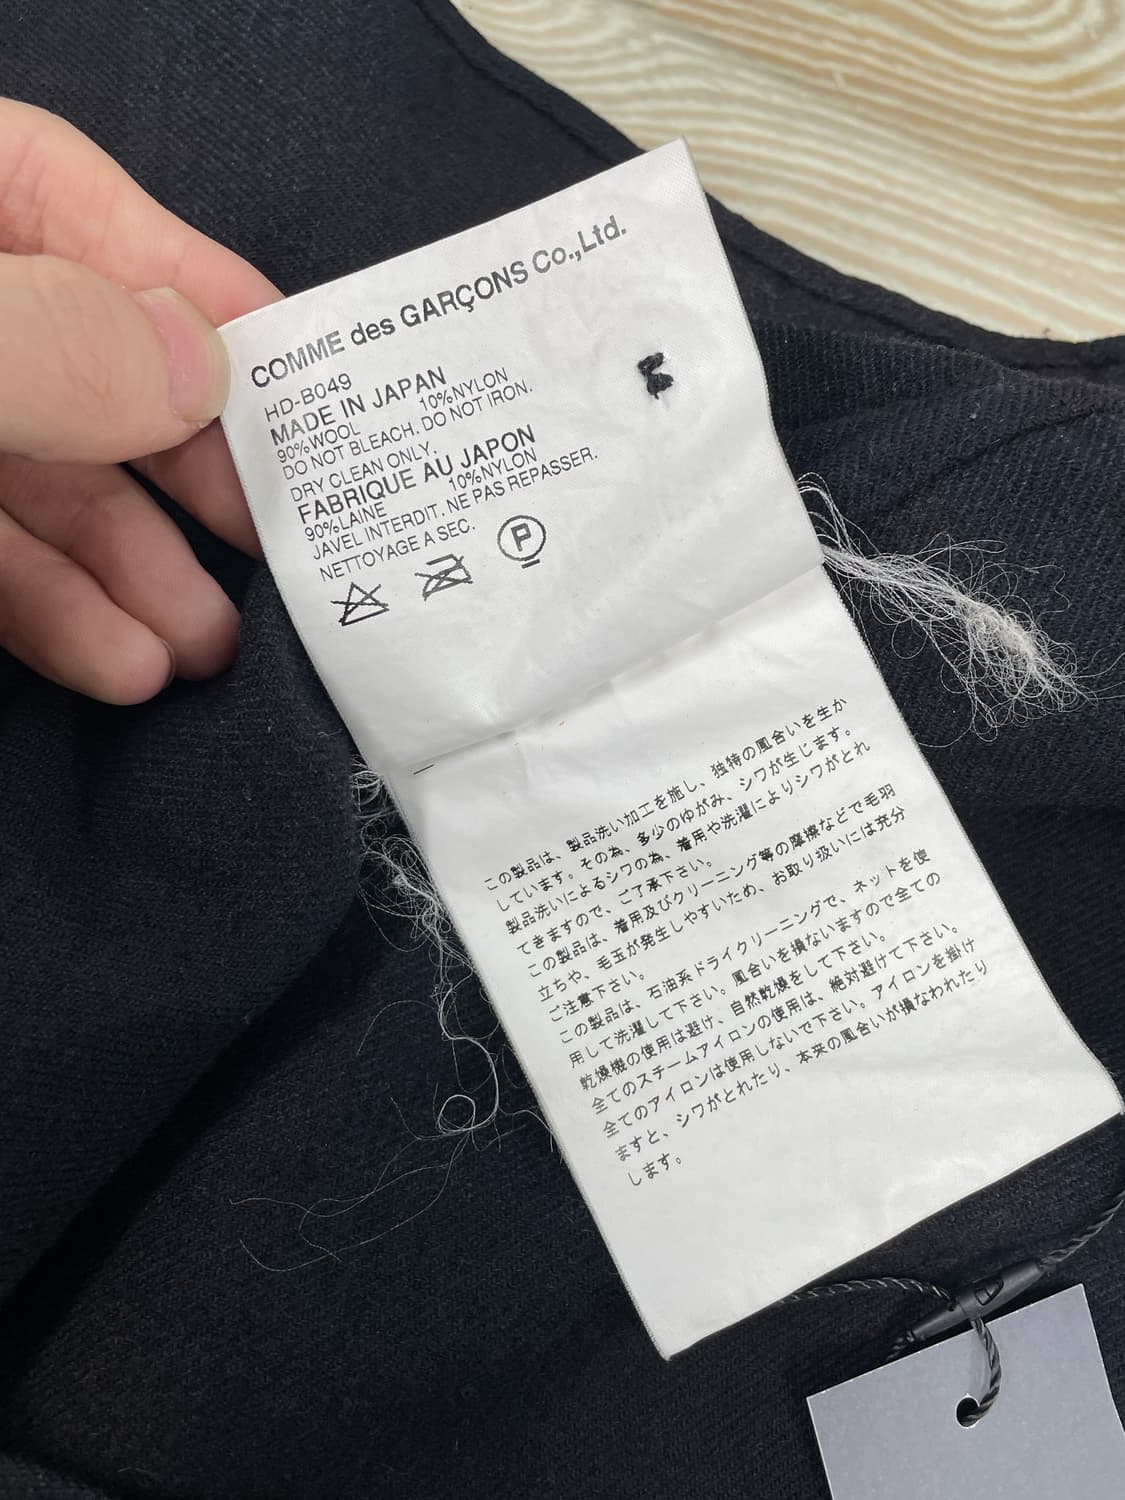 COMME des GARÇONS Co.,Ltd.
HD-B049
MADE IN JAPAN
90%WOOL 10%NYLON
DO NOT BLEACH. DO NOT IRON.
DRY CLEAN ONLY.
FABRIQUE AU JAPON
90%LAINE 10%NYLON
JAVEL INTERDIT. NE PAS REPASSER.
NETTOYAGE A SEC.
P
この製品は、製品洗い加工を施し、独特の風合いを生か
しています。その為、多少のゆがみ、シワが生じます。
製品洗いによるシワの為、着用や洗濯によりシワがとれ
てきますので、ご了承下さい。
この製品は、着用及びクリーニング等の摩擦などで毛羽
立ちや、毛玉が発生しやすいため、お取り扱いには充分
ご注意下さい。
この製品は、石油系ドライクリーニングで、ネットを使
用して洗濯して下さい。風合いを損ないますので全ての
乾燥機の使用は避け、自然乾燥をして下さい。
全てのスチームアイロンの使用は、絶対避けて下さい。
全てのアイロンは使用しないで下さい。アイロンを掛け
ますと、シワがとれたり、本来の風合いが損なわれたり
します。